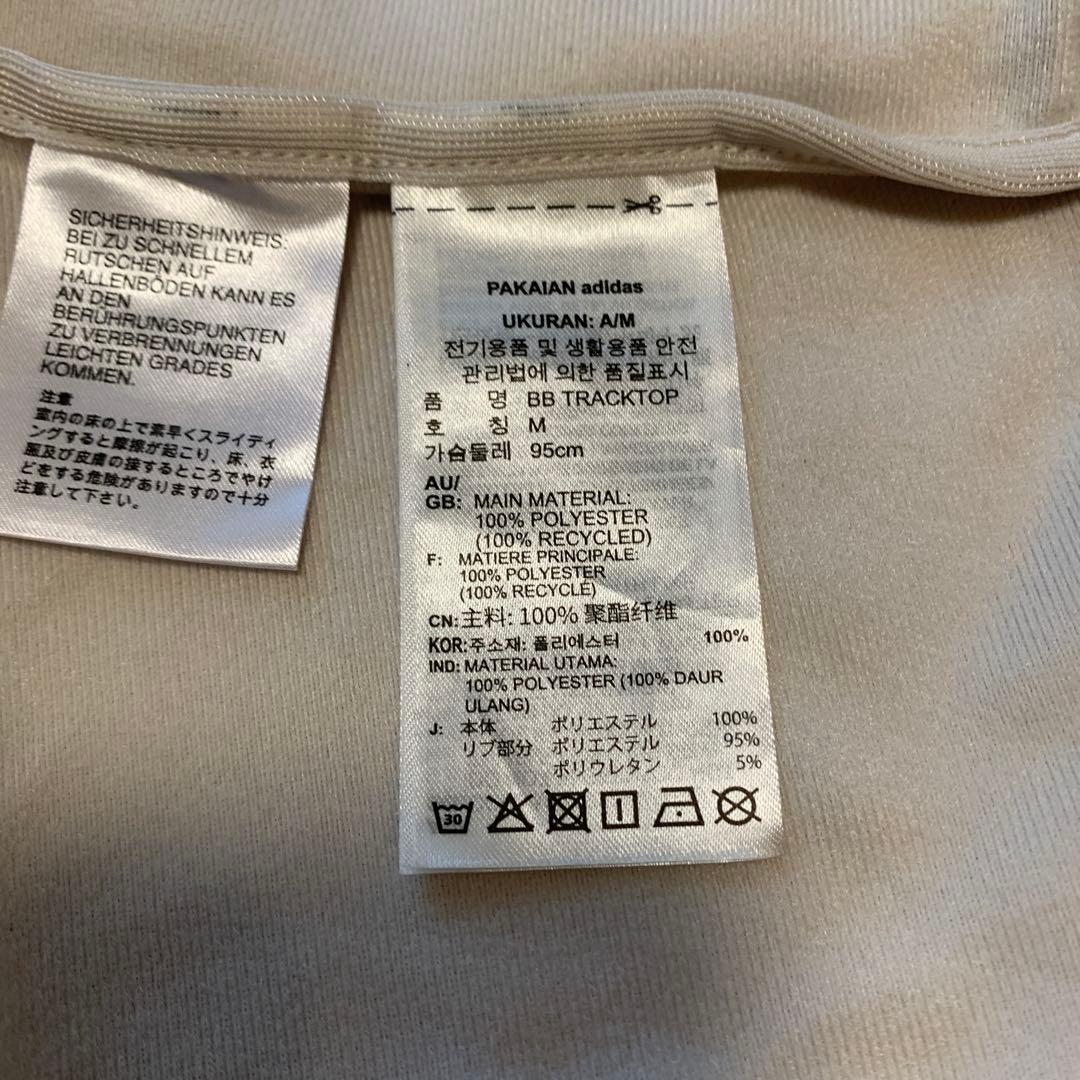 SICHERHEITSHINWEIS:
BEI ZU SCHNELLEM
RUTSCHEN AUF
HALLENBÖDEN KANN ES
AN DEN
BERÜHRUNGSPUNKTEN
ZU VERBRENNUNGEN
LEICHTEN GRADES
KOMMEN.
注意
室内の床の上で素早くスライディ
ングすると摩擦が起こり、床、衣
服及び皮膚の接するところでやけ
どをする危険がありますので十分
注意して下さい。
PAKAIAN adidas
UKURAN: A/M
전기용품 및 생활용품 안전
관리법에 의한 품질표시
품 명 BB TRACKTOP
호 칭 M
가슴둘레 95cm
AU/
GB: MAIN MATERIAL:
100% POLYESTER
(100% RECYCLED)
F: MATIERE PRINCIPALE:
100% POLYESTER
(100% RECYCLÉ)
CN: 主料: 100% 聚酯纤维
KOR: 주소재: 폴리에스터 100%
IND: MATERIAL UTAMA:
100% POLYESTER (100% DAUR
ULANG)
J: 本体 ポリエステル 100%
リブ部分 ポリエステル 95%
ポリウレタン 5%
30